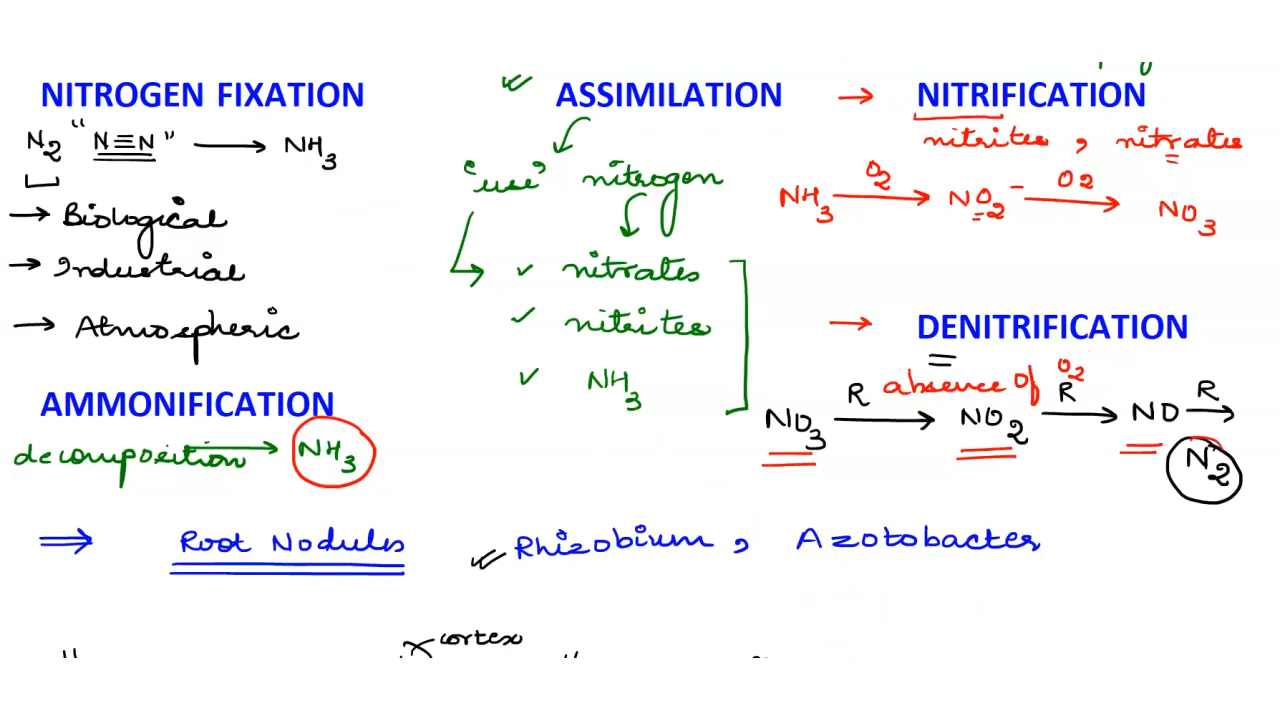 NITROGEN FIXATION
N2 "N≡N" → NH3
→ Biological
→ Industrial
→ Atmospheric
AMMONIFICATION
decomposition → NH3
ASSIMILATION
"use" nitrogen
✓ nitrates
✓ nitrites
✓ NH3
→ NITRIFICATION
nitrites, nitrates
NH3 O2→ NO2⁻ O2→ NO3
→ DENITRIFICATION
absence of O2
NO3 R→ NO2 R→ NO R→
N2
⇒ Root Nodules ✓ Rhizobium, Azotobacter
cortex